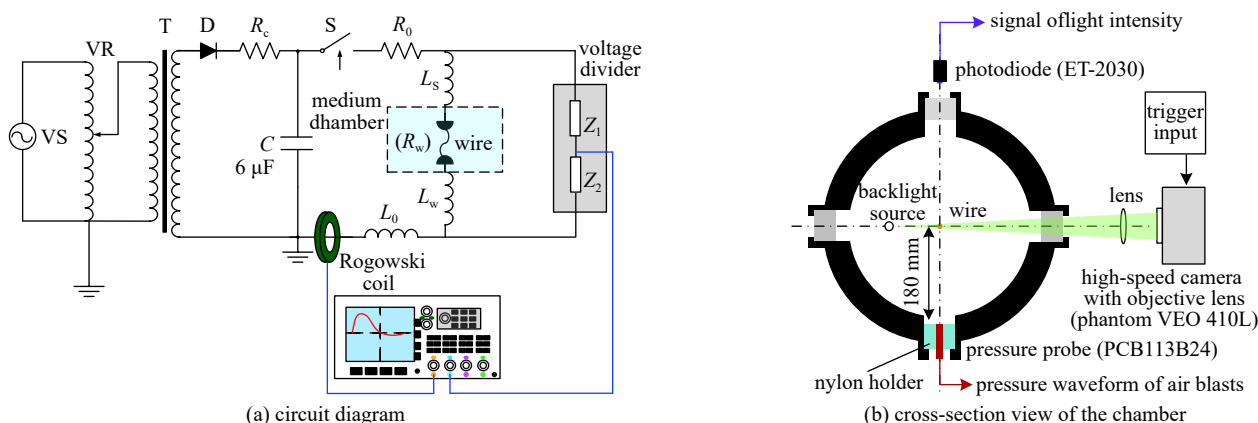 T
D
R_c
S
R_0
VR
VS
C
6 μF
medium
dhamber
L_S
(R_w)
wire
L_w
L_0
voltage
divider
Z_1
Z_2
Rogowski
coil
(a) circuit diagram
signal oflight intensity
photodiode (ET-2030)
trigger
input
backlight
source
wire
lens
180 mm
high-speed camera
with objective lens
(phantom VEO 410L)
pressure probe (PCB113B24)
nylon holder
pressure waveform of air blasts
(b) cross-section view of the chamber